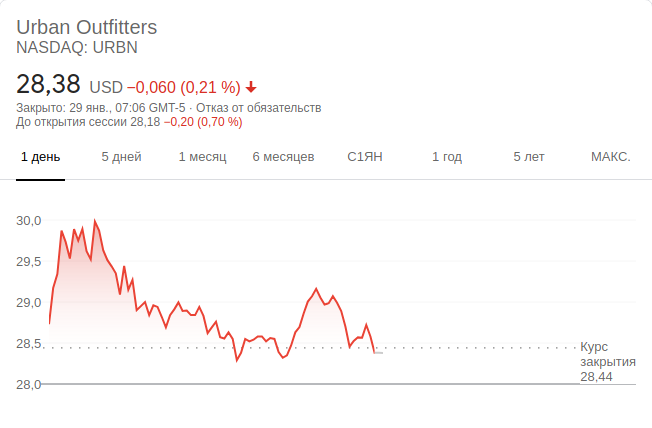 Urban Outfitters
NASDAQ: URBN
28,38 USD −0,060 (0,21 %)
Закрыто: 29 янв., 07:06 GMT-5 · Отказ от обязательств
До открытия сессии 28,18 −0,20 (0,70 %)
1 день 5 дней 1 месяц 6 месяцев С1ЯН 1 год 5 лет МАКС.
30,0
29,5
29,0
28,5
28,0
Курс
закрытия
28,44